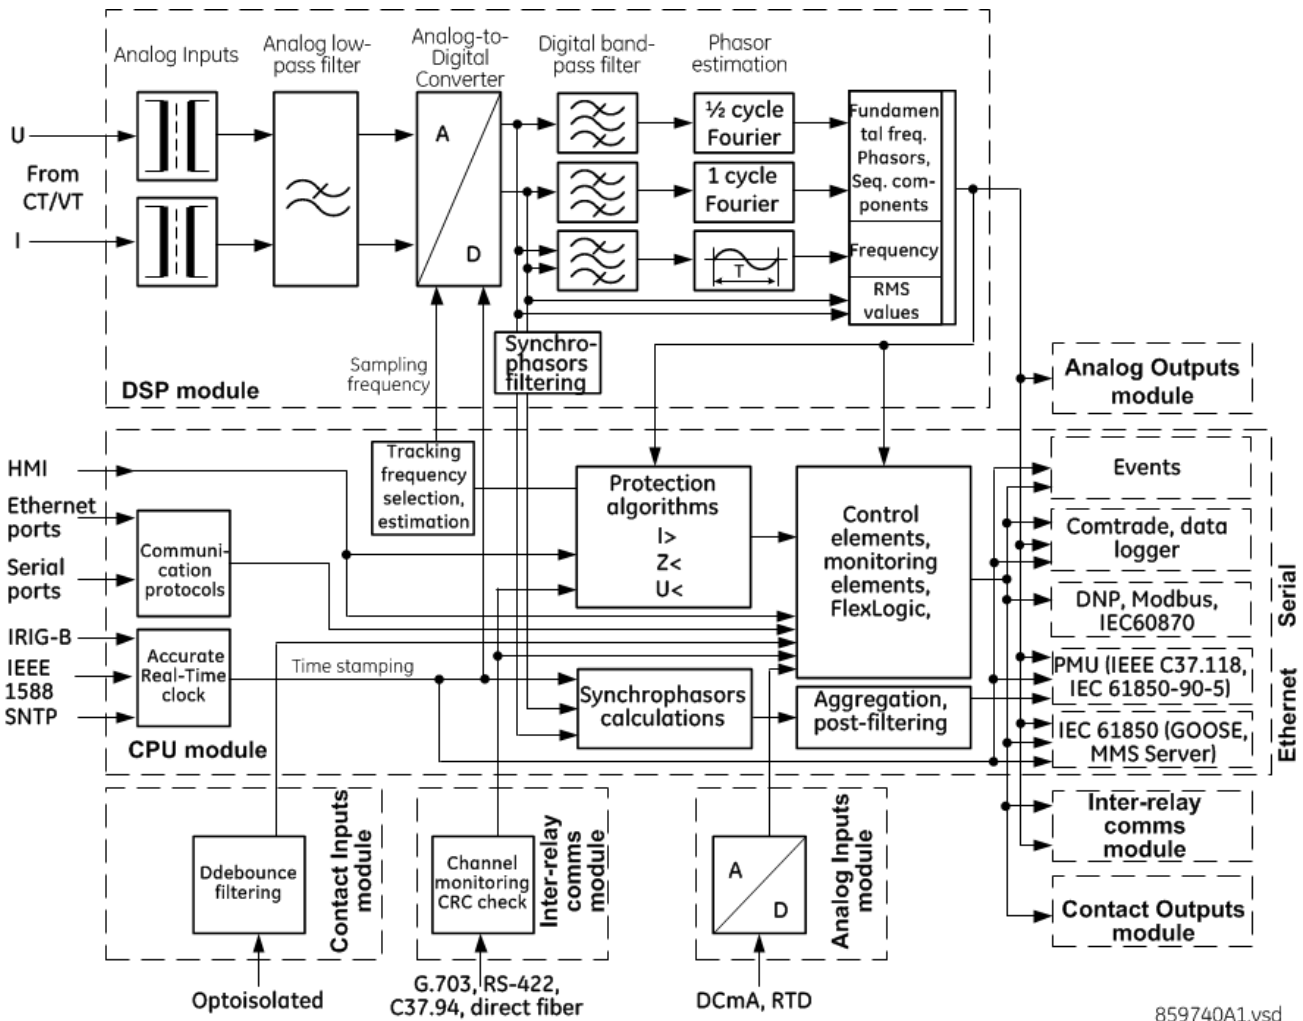 Analog Inputs
Analog low-
pass filter
Analog-to-
Digital
Converter
Digital band-
pass filter
Phasor
estimation
U
From
CT/VT
I
A
D
½ cycle
Fourier
1 cycle
Fourier
T
Fundamen
tal freq.
Phasors,
Seq. com-
ponents
Frequency
RMS
values
Sampling
frequency
Synchro-
phasors
filtering
DSP module
Analog Outputs
module
HMI
Ethernet
ports
Serial
ports
IRIG-B
IEEE
1588
SNTP
Communi-
cation
protocols
Accurate
Real-Time
clock
CPU module
Tracking
frequency
selection,
estimation
Time stamping
Protection
algorithms
I>
Z<
U<
Control
elements,
monitoring
elements,
FlexLogic,
Synchrophasors
calculations
Aggregation,
post-filtering
Events
Comtrade, data
logger
DNP, Modbus,
IEC60870
PMU (IEEE C37.118,
IEC 61850-90-5)
IEC 61850 (GOOSE,
MMS Server)
Serial
Ethernet
Inter-relay
comms
module
Contact Outputs
module
Ddebounce
filtering
Contact Inputs
module
Channel
monitoring
CRC check
Inter-relay
comms
module
A
D
Analog Inputs
module
Optoisolated
G.703, RS-422,
C37.94, direct fiber
DCmA, RTD
859740A1.vsd